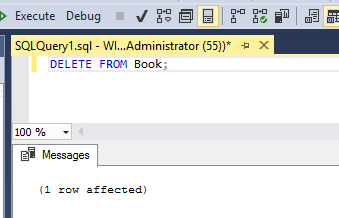 Execute Debug
SQLQuery1.sql - WI...Administrator (55))*
DELETE FROM Book;
100 %
Messages
(1 row affected)